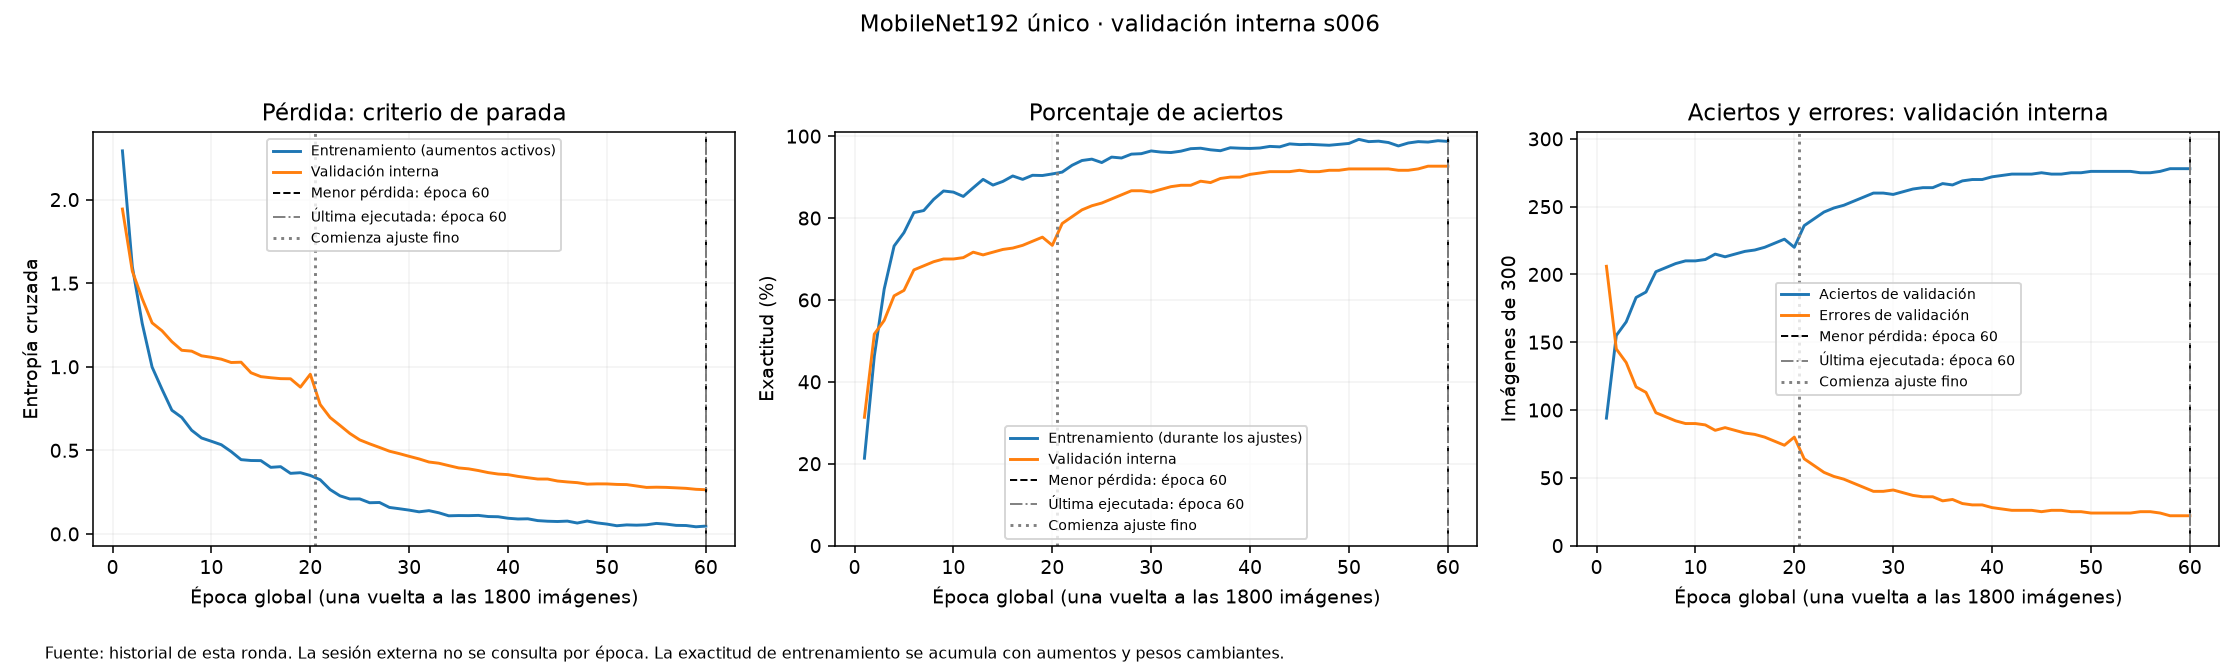 MobileNet192 único · validación interna s006
Pérdida: criterio de parada
Entropía cruzada
2.0
1.5
1.0
0.5
0.0
Entrenamiento (aumentos activos)
Validación interna
Menor pérdida: época 60
Última ejecutada: época 60
Comienza ajuste fino
0 10 20 30 40 50 60
Época global (una vuelta a las 1800 imágenes)
Porcentaje de aciertos
Exactitud (%)
100
80
60
40
20
0
Entrenamiento (durante los ajustes)
Validación interna
Menor pérdida: época 60
Última ejecutada: época 60
Comienza ajuste fino
0 10 20 30 40 50 60
Época global (una vuelta a las 1800 imágenes)
Aciertos y errores: validación interna
Imágenes de 300
300
250
200
150
100
50
0
Aciertos de validación
Errores de validación
Menor pérdida: época 60
Última ejecutada: época 60
Comienza ajuste fino
0 10 20 30 40 50 60
Época global (una vuelta a las 1800 imágenes)
Fuente: historial de esta ronda. La sesión externa no se consulta por época. La exactitud de entrenamiento se acumula con aumentos y pesos cambiantes.